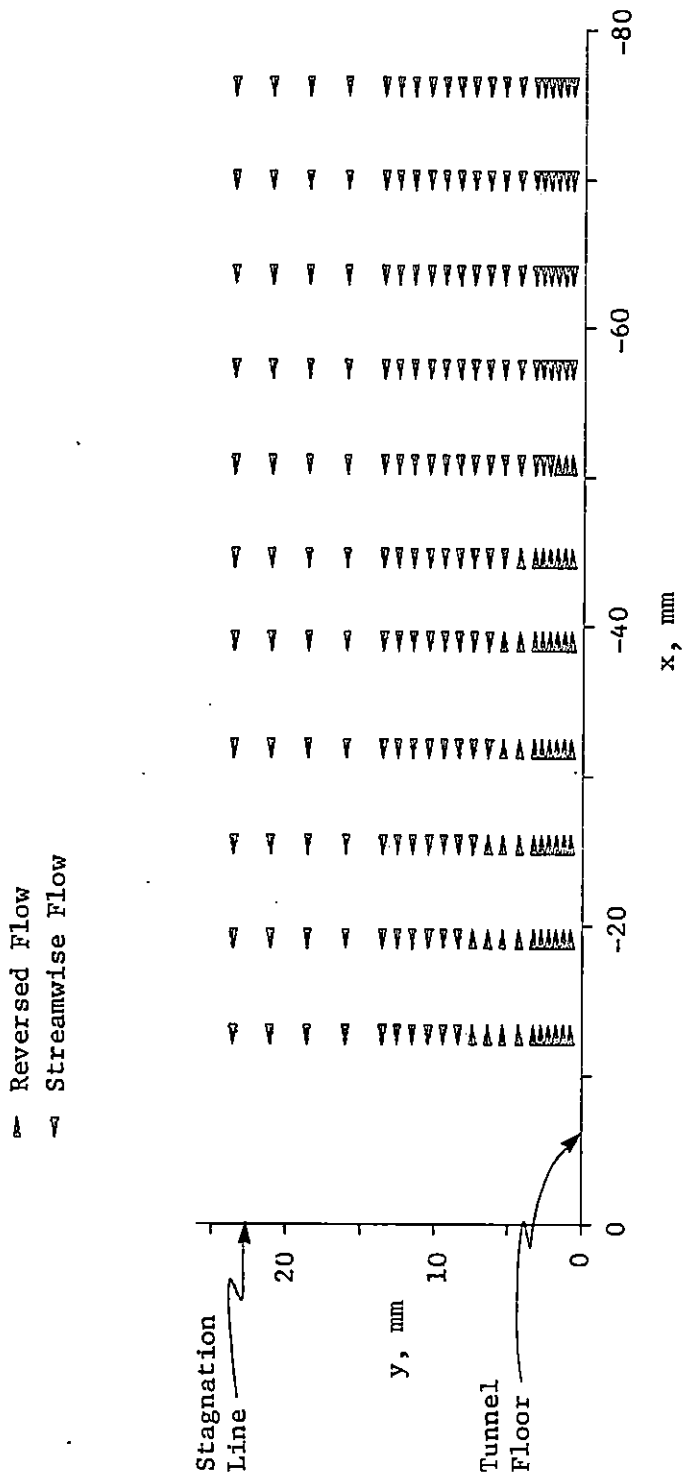 Reversed Flow
Streamwise Flow
Stagnation
Line
20
10
0
y, mm
Tunnel
Floor
0
-20
-40
-60
-80
x, mm